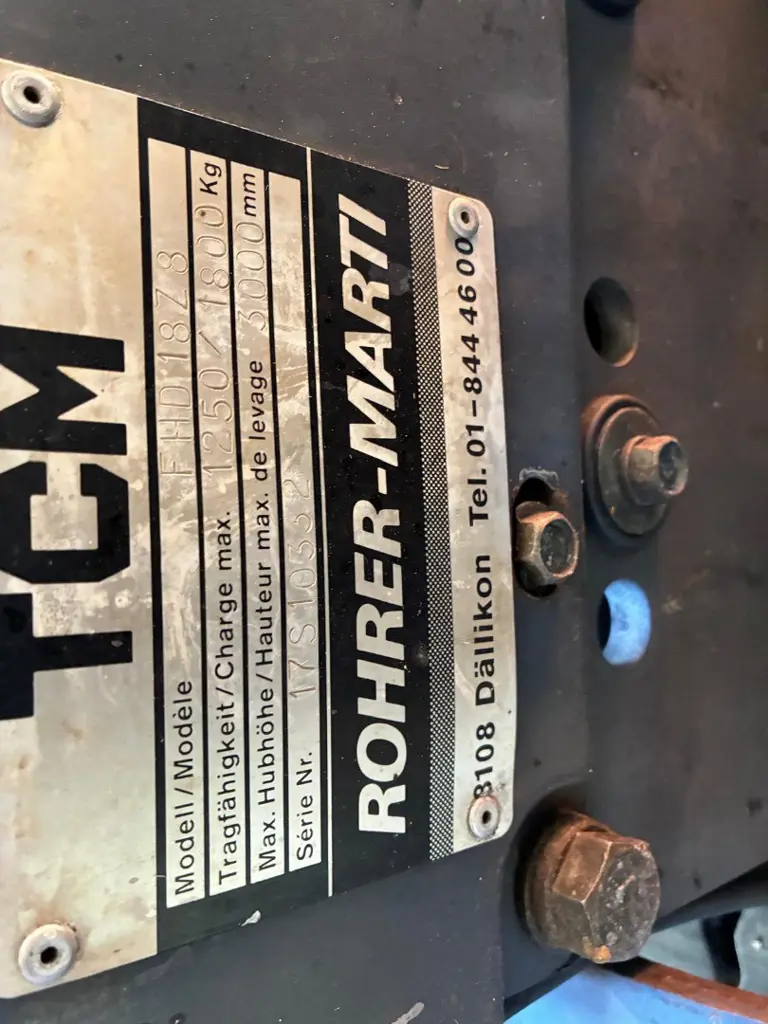 TCM
Modell / Modèle FHD18Z8
Tragfähigkeit / Charge max. 1250 / 1800 Kg
Max. Hubhöhe / Hauteur max. de levage 3000 mm
Série Nr. 17S10332
ROHRER-MARTI
8108 Dällikon Tel. 01-844 46 00